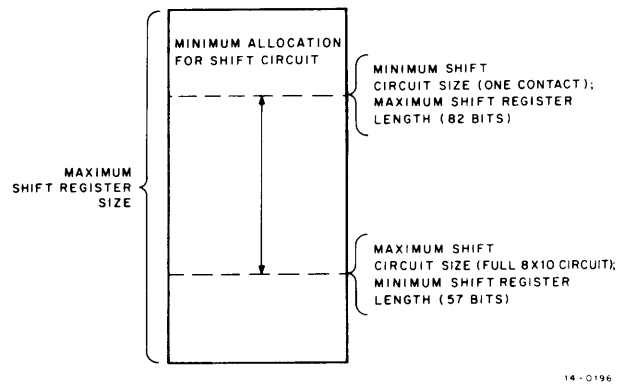 MINIMUM ALLOCATION
FOR SHIFT CIRCUIT
MINIMUM SHIFT
CIRCUIT SIZE (ONE CONTACT);
MAXIMUM SHIFT REGISTER
LENGTH (82 BITS)
MAXIMUM
SHIFT REGISTER
SIZE
MAXIMUM SHIFT
CIRCUIT SIZE (FULL 8X10 CIRCUIT);
MINIMUM SHIFT REGISTER
LENGTH (57 BITS)
14-0196